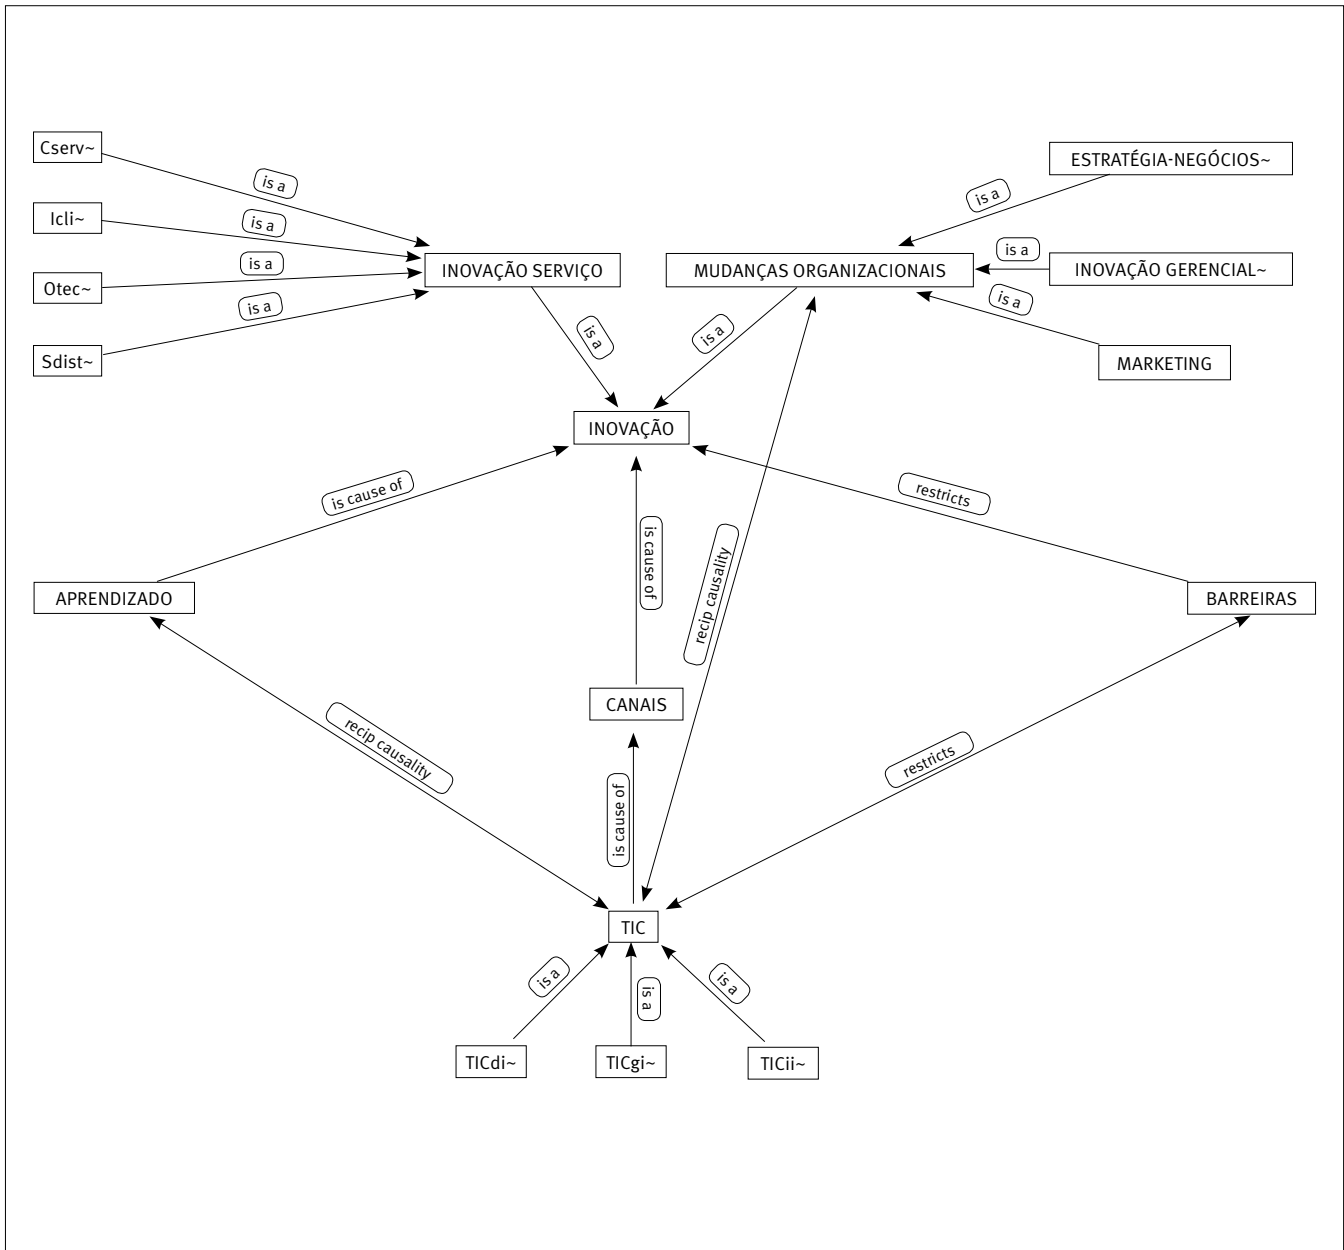 Cserv~
ESTRATÉGIA-NEGÓCIOS~
is a
is a
Icli~
is a
is a
INOVAÇÃO SERVIÇO
MUDANÇAS ORGANIZACIONAIS
INOVAÇÃO GERENCIAL~
is a
Otec~
is a
is a
Sdist~
is a
is a
MARKETING
INOVAÇÃO
is cause of
restricts
is cause of
recip causality
APRENDIZADO
BARREIRAS
CANAIS
recip causality
restricts
is cause of
TIC
is a
is a
is a
TICdi~
TICgi~
TICii~